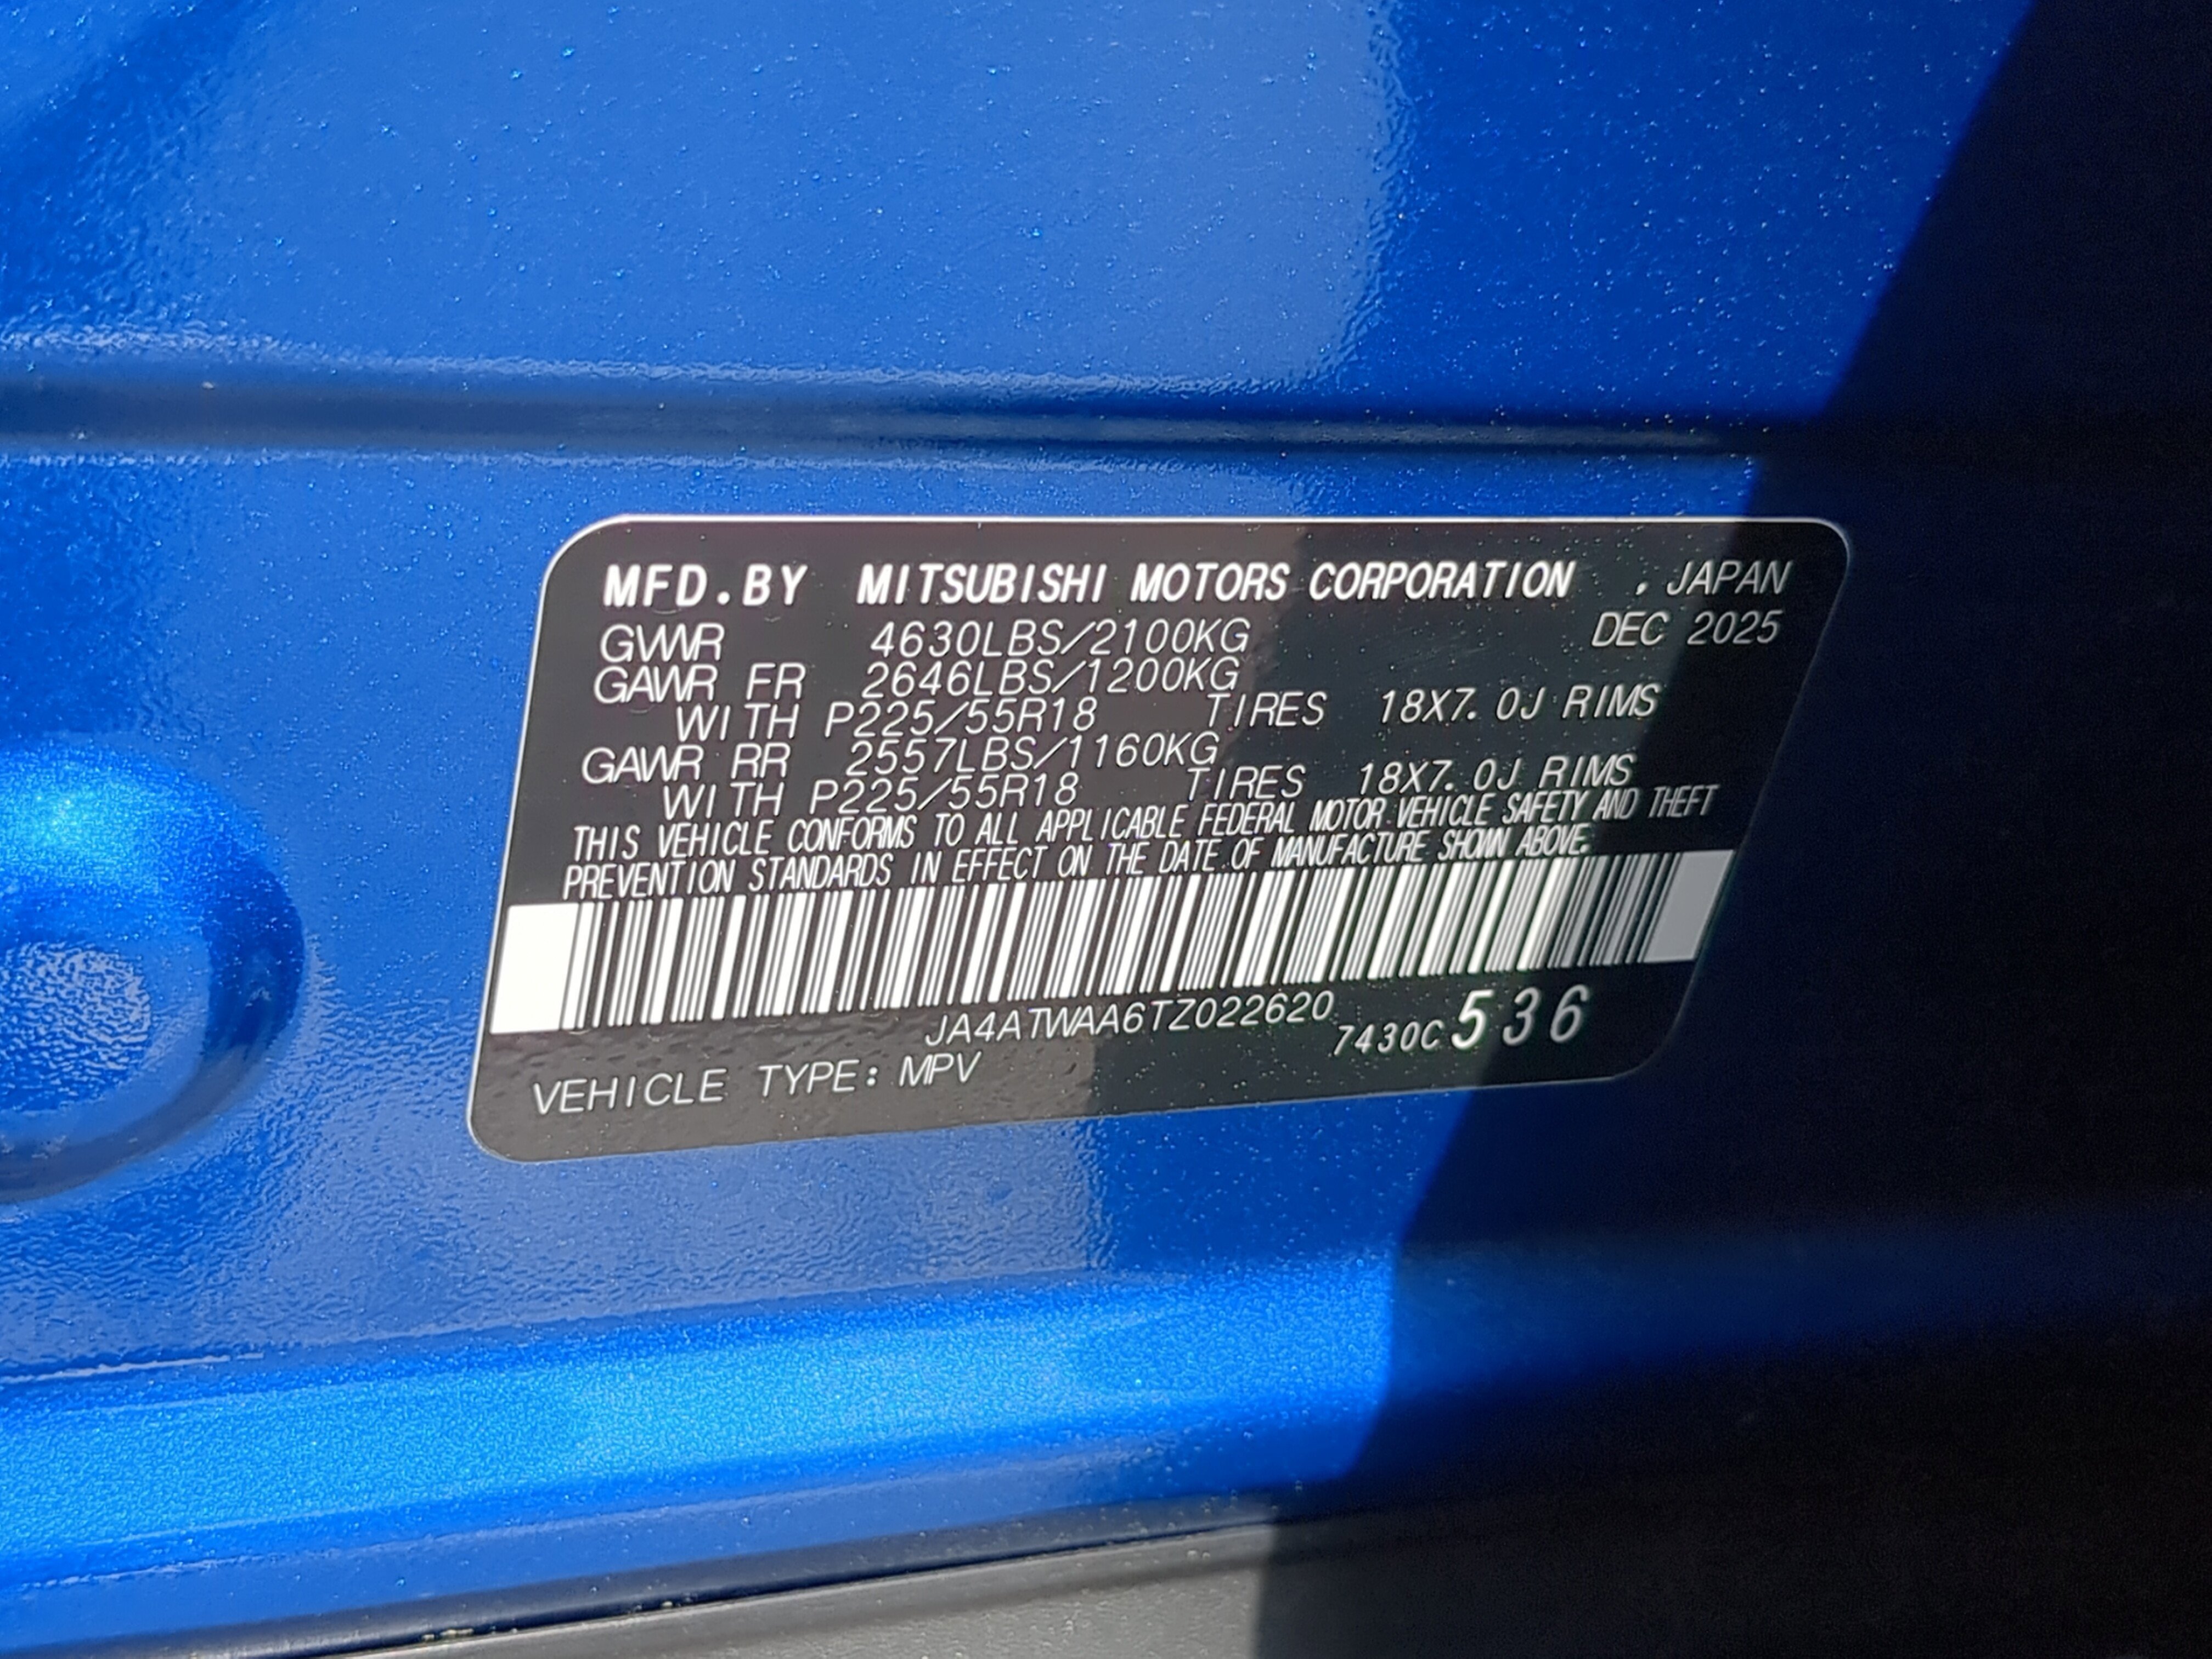 MFD.BY MITSUBISHI MOTORS CORPORATION , JAPAN
DEC 2025
GVWR 4630LBS/2100KG
GAWR FR 2646LBS/1200KG
WITH P225/55R18 TIRES 18X7.0J RIMS
GAWR RR 2557LBS/1160KG
WITH P225/55R18 TIRES 18X7.0J RIMS
THIS VEHICLE CONFORMS TO ALL APPLICABLE FEDERAL MOTOR VEHICLE SAFETY AND THEFT
PREVENTION STANDARDS IN EFFECT ON THE DATE OF MANUFACTURE SHOWN ABOVE.
JA4ATWAA6TZ022620
7430C 536
VEHICLE TYPE: MPV